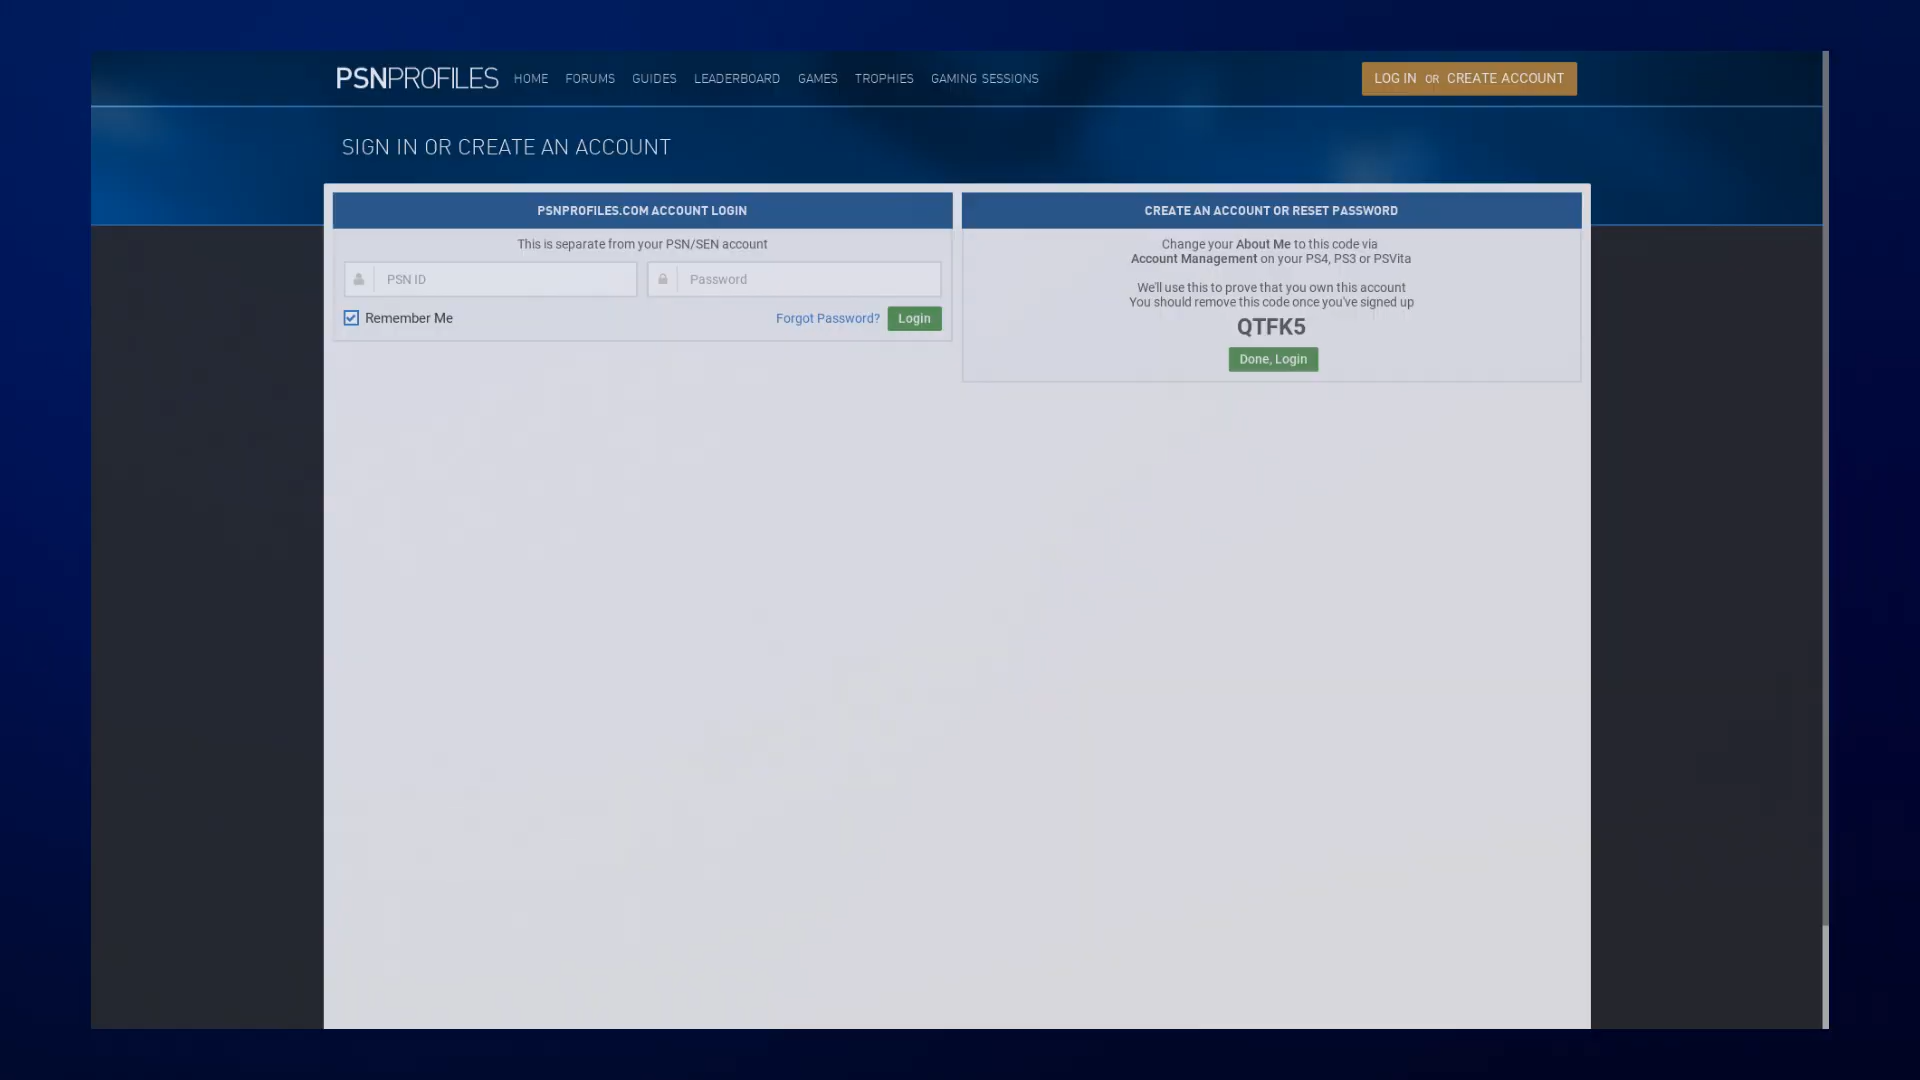 PSNPROFILES HOME FORUMS GUIDES LEADERBOARD GAMES TROPHIES GAMING SESSIONS LOG IN OR CREATE ACCOUNT
SIGN IN OR CREATE AN ACCOUNT
PSNPROFILES.COM ACCOUNT LOGIN
This is separate from your PSN/SEN account
PSN ID
Password
Remember Me
Forgot Password?
Login
CREATE AN ACCOUNT OR RESET PASSWORD
Change your About Me to this code via
Account Management on your PS4, PS3 or PSVita
We'll use this to prove that you own this account
You should remove this code once you've signed up
QTFK5
Done, Login